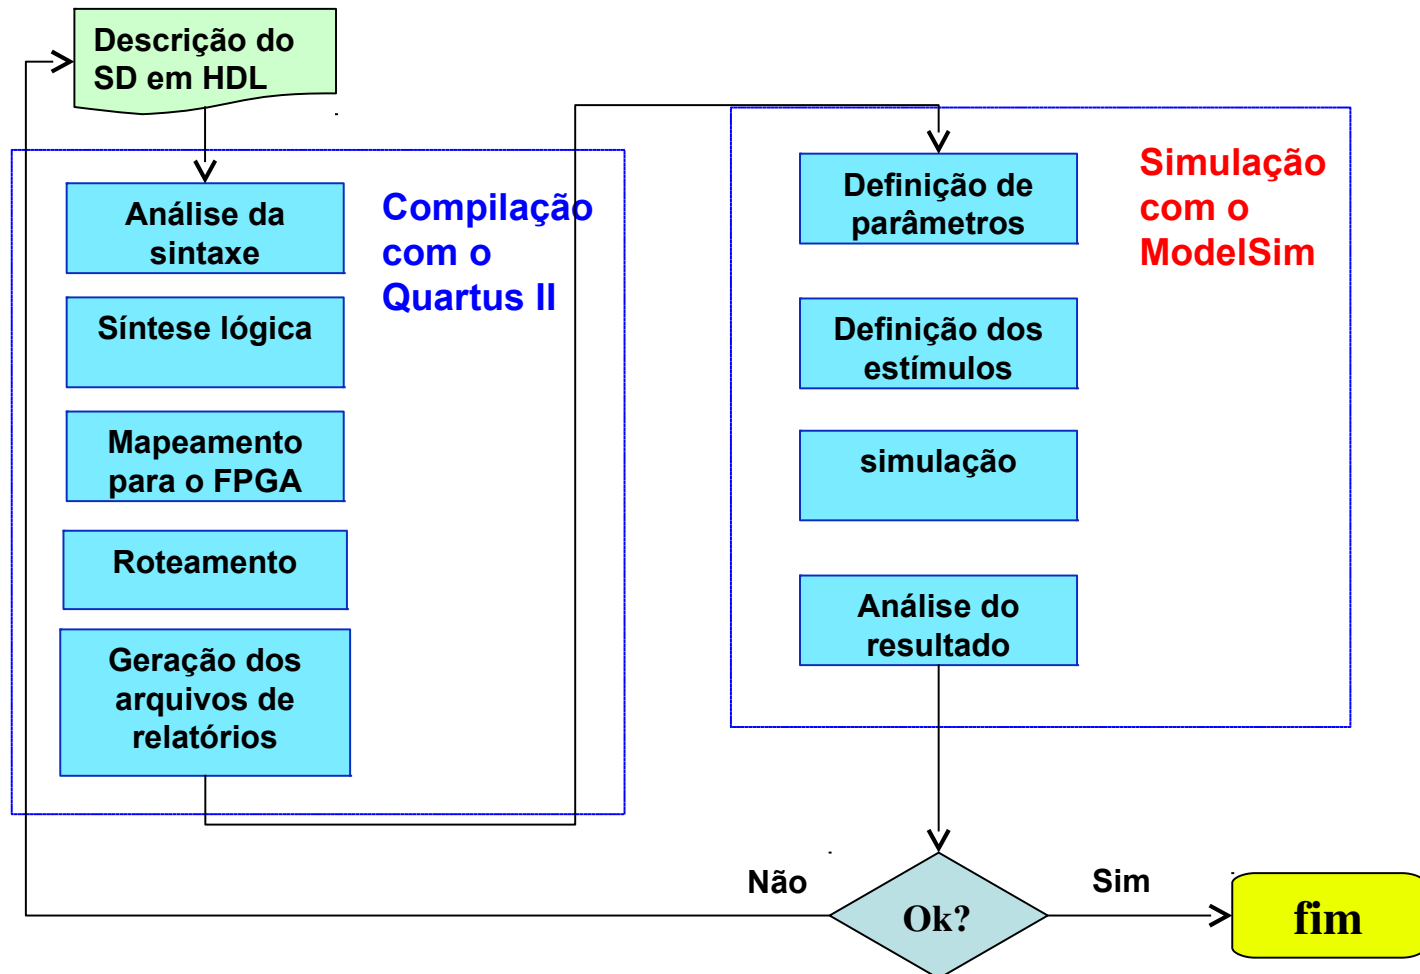 Descrição do
SD em HDL
Análise da
sintaxe
Síntese lógica
Mapeamento
para o FPGA
Roteamento
Geração dos
arquivos de
relatórios
Compilação
com o
Quartus II
Definição de
parâmetros
Definição dos
estímulos
simulação
Análise do
resultado
Simulação
com o
ModelSim
Não
Ok?
Sim
fim